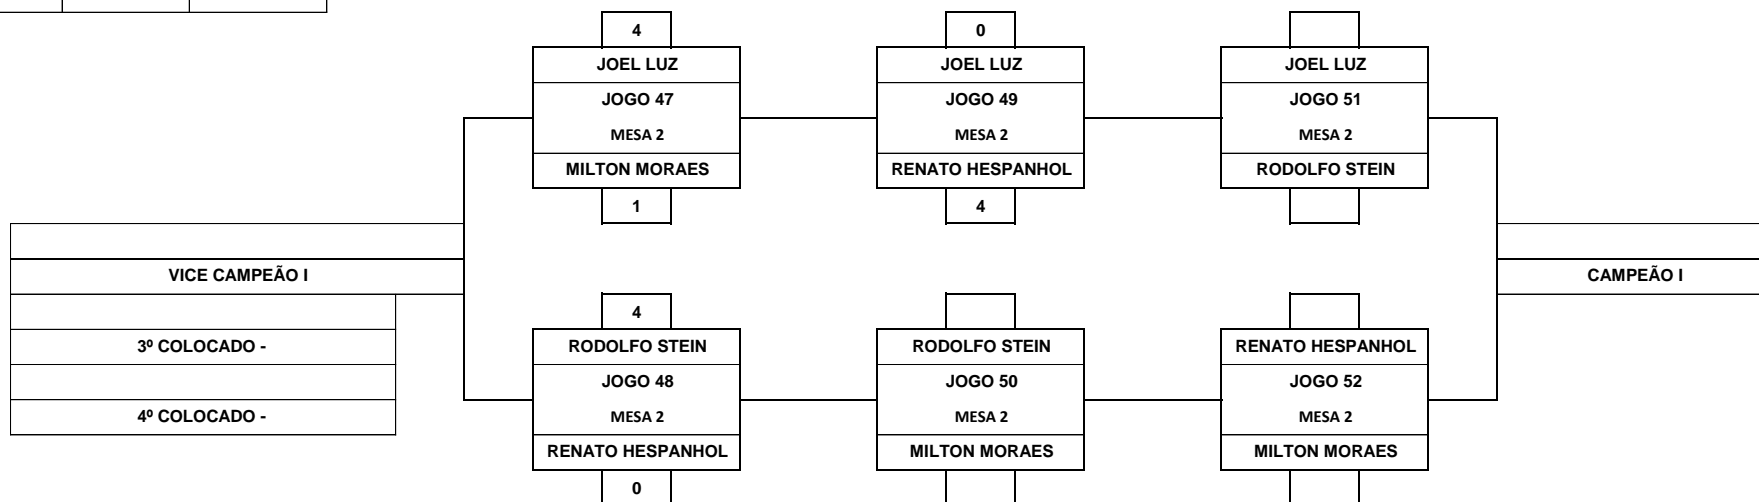 4
JOEL LUZ
JOGO 47
MESA 2
MILTON MORAES
1
0
JOEL LUZ
JOGO 49
MESA 2
RENATO HESPANHOL
4
JOEL LUZ
JOGO 51
MESA 2
RODOLFO STEIN
VICE CAMPEÃO I
3º COLOCADO -
4º COLOCADO -
CAMPEÃO I
4
RODOLFO STEIN
JOGO 48
MESA 2
RENATO HESPANHOL
0
RODOLFO STEIN
JOGO 50
MESA 2
MILTON MORAES
RENATO HESPANHOL
JOGO 52
MESA 2
MILTON MORAES